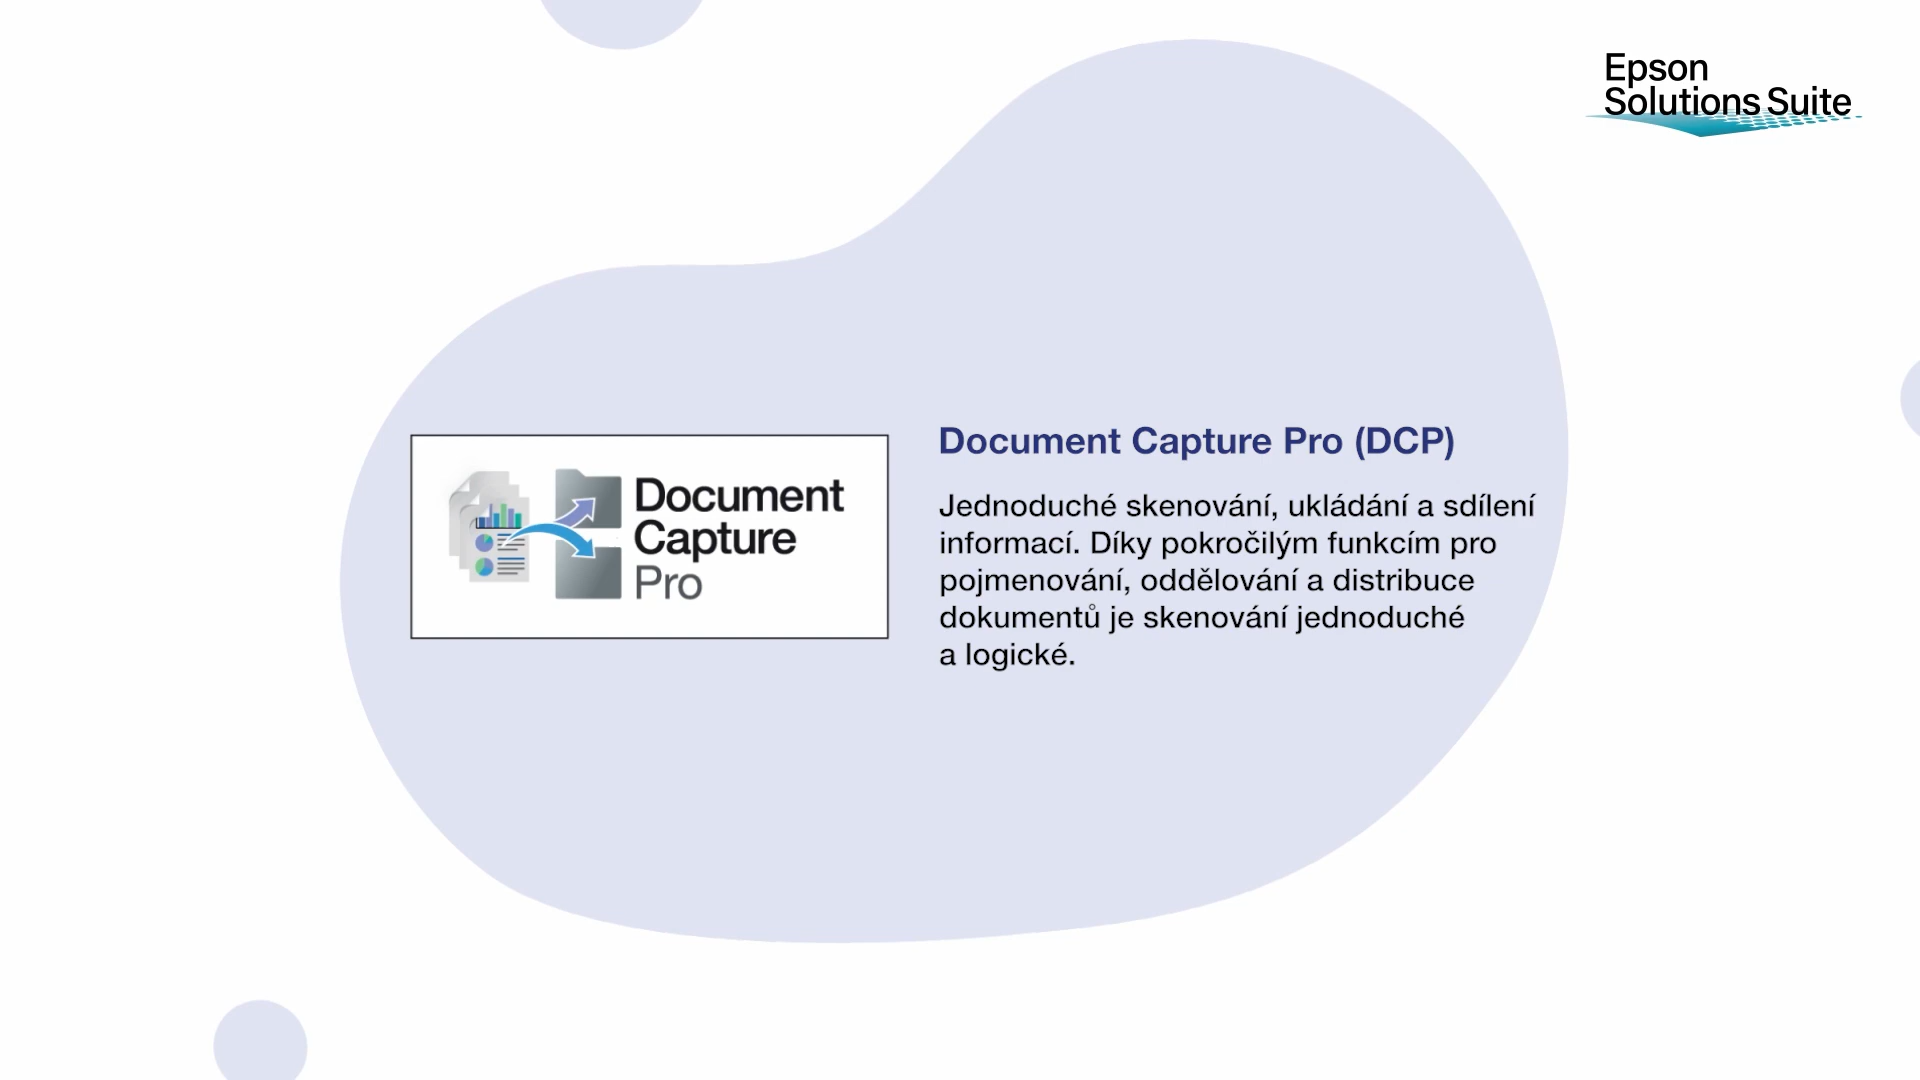 Epson
Solutions Suite
Document
Capture
Pro
Document Capture Pro (DCP)
Jednoduché skenování, ukládání a sdílení
informací. Díky pokročilým funkcím pro
pojmenování, oddělování a distribuce
dokumentů je skenování jednoduché
a logické.